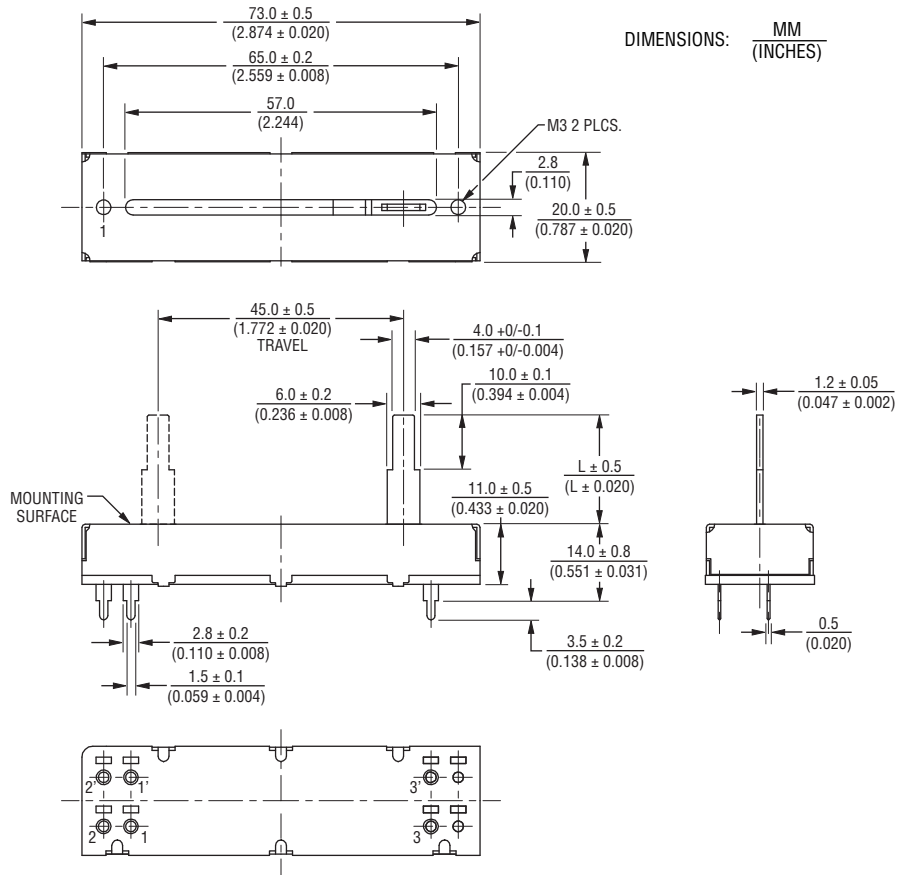 73.0 ± 0.5
(2.874 ± 0.020)
DIMENSIONS: MM
(INCHES)
65.0 ± 0.2
(2.559 ± 0.008)
57.0
(2.244)
M3 2 PLCS.
2.8
(0.110)
20.0 ± 0.5
(0.787 ± 0.020)
1
45.0 ± 0.5
(1.772 ± 0.020)
TRAVEL
4.0 +0/-0.1
(0.157 +0/-0.004)
10.0 ± 0.1
(0.394 ± 0.004)
6.0 ± 0.2
(0.236 ± 0.008)
1.2 ± 0.05
(0.047 ± 0.002)
L ± 0.5
(L ± 0.020)
MOUNTING
SURFACE
11.0 ± 0.5
(0.433 ± 0.020)
14.0 ± 0.8
(0.551 ± 0.031)
2.8 ± 0.2
(0.110 ± 0.008)
3.5 ± 0.2
(0.138 ± 0.008)
0.5
(0.020)
1.5 ± 0.1
(0.059 ± 0.004)
2' 1' 3'
2 1 3